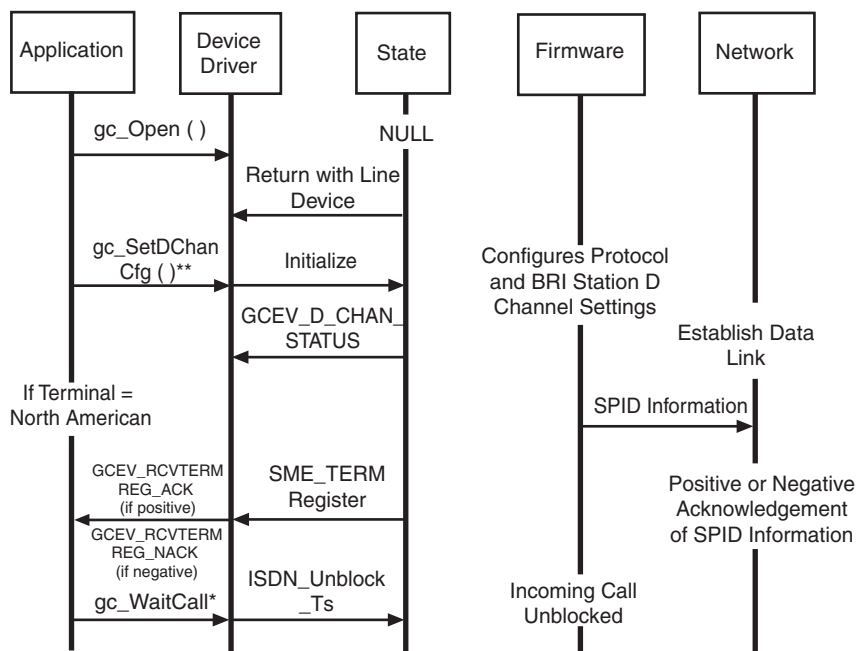 Application
Device
Driver
State
Firmware
Network
gc_Open ( )
NULL
Return with Line
Device
gc_SetDChan
Cfg ( )**
Initialize
Configures Protocol
and BRI Station D
Channel Settings
GCEV_D_CHAN_
STATUS
Establish Data
Link
If Terminal =
North American
SPID Information
GCEV_RCVTERM
REG_ACK
(if positive)
SME_TERM
Register
Positive or Negative
Acknowledgement
of SPID Information
GCEV_RCVTERM
REG_NACK
(if negative)
gc_WaitCall*
ISDN_Unblock
_Ts
Incoming Call
Unblocked